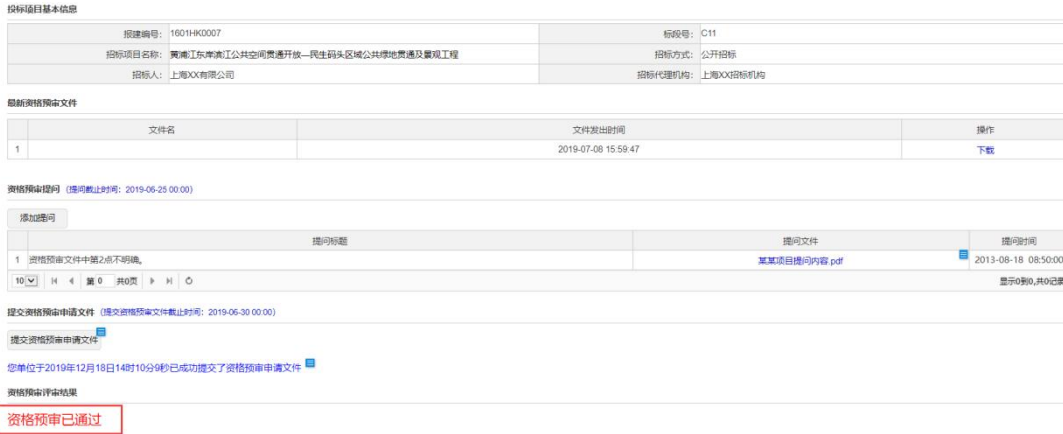 投标项目基本信息
报建编号： 1601HK0007 标段号： C11
招标项目名称： 黄浦江东岸滨江公共空间贯通开放—民生码头区域公共绿地贯通及景观工程 招标方式： 公开招标
招标人： 上海XX有限公司 招标代理机构： 上海XX招标机构
最新资格预审文件
文件名 文件发出时间 操作
1 2019-07-08 15:59:47 下载
资格预审提问（提问截止时间：2019-06-25 00:00）
添加提问
提问标题 提问文件 提问时间
1 资格预审文件中第2点不明确。 某某项目提问内容.pdf 2013-08-18 08:50:00
10 第 0 共0页 显示0到0,共0记录
提交资格预审申请文件（提交资格预审文件截止时间：2019-06-30 00:00）
提交资格预审申请文件
您单位于2019年12月18日14时10分9秒已成功提交了资格预审申请文件
资格预审评审结果
资格预审已通过